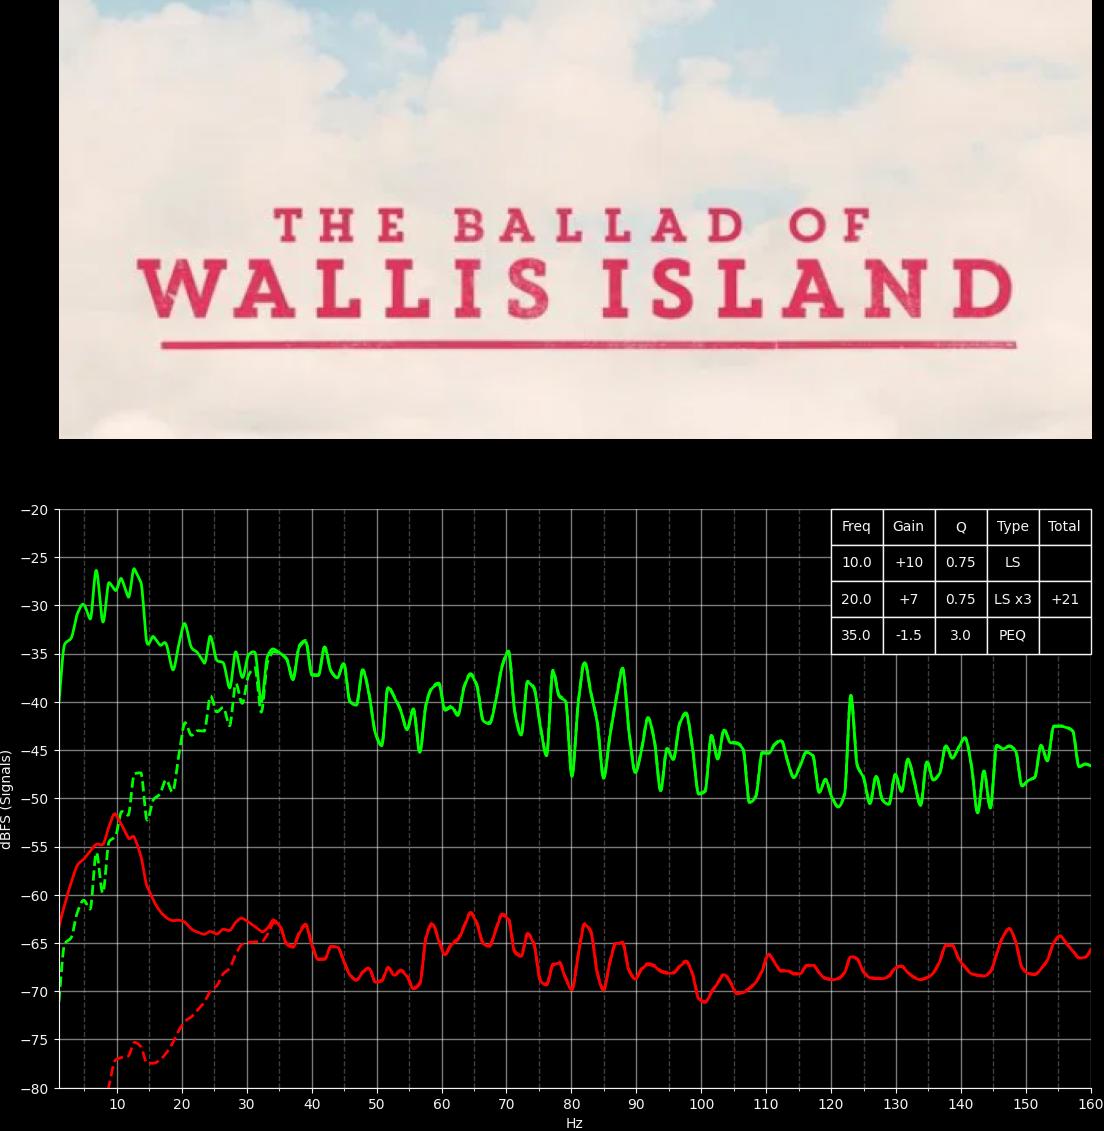 THE BALLAD OF
WALLIS ISLAND
−20
−25
−30
−35
−40
−45
−50
−55
−60
−65
−70
−75
−80
dBFS (Signals)
Freq Gain Q Type Total
10.0 +10 0.75 LS
20.0 +7 0.75 LS x3 +21
35.0 -1.5 3.0 PEQ
10 20 30 40 50 60 70 80 90 100 110 120 130 140 150 160
Hz